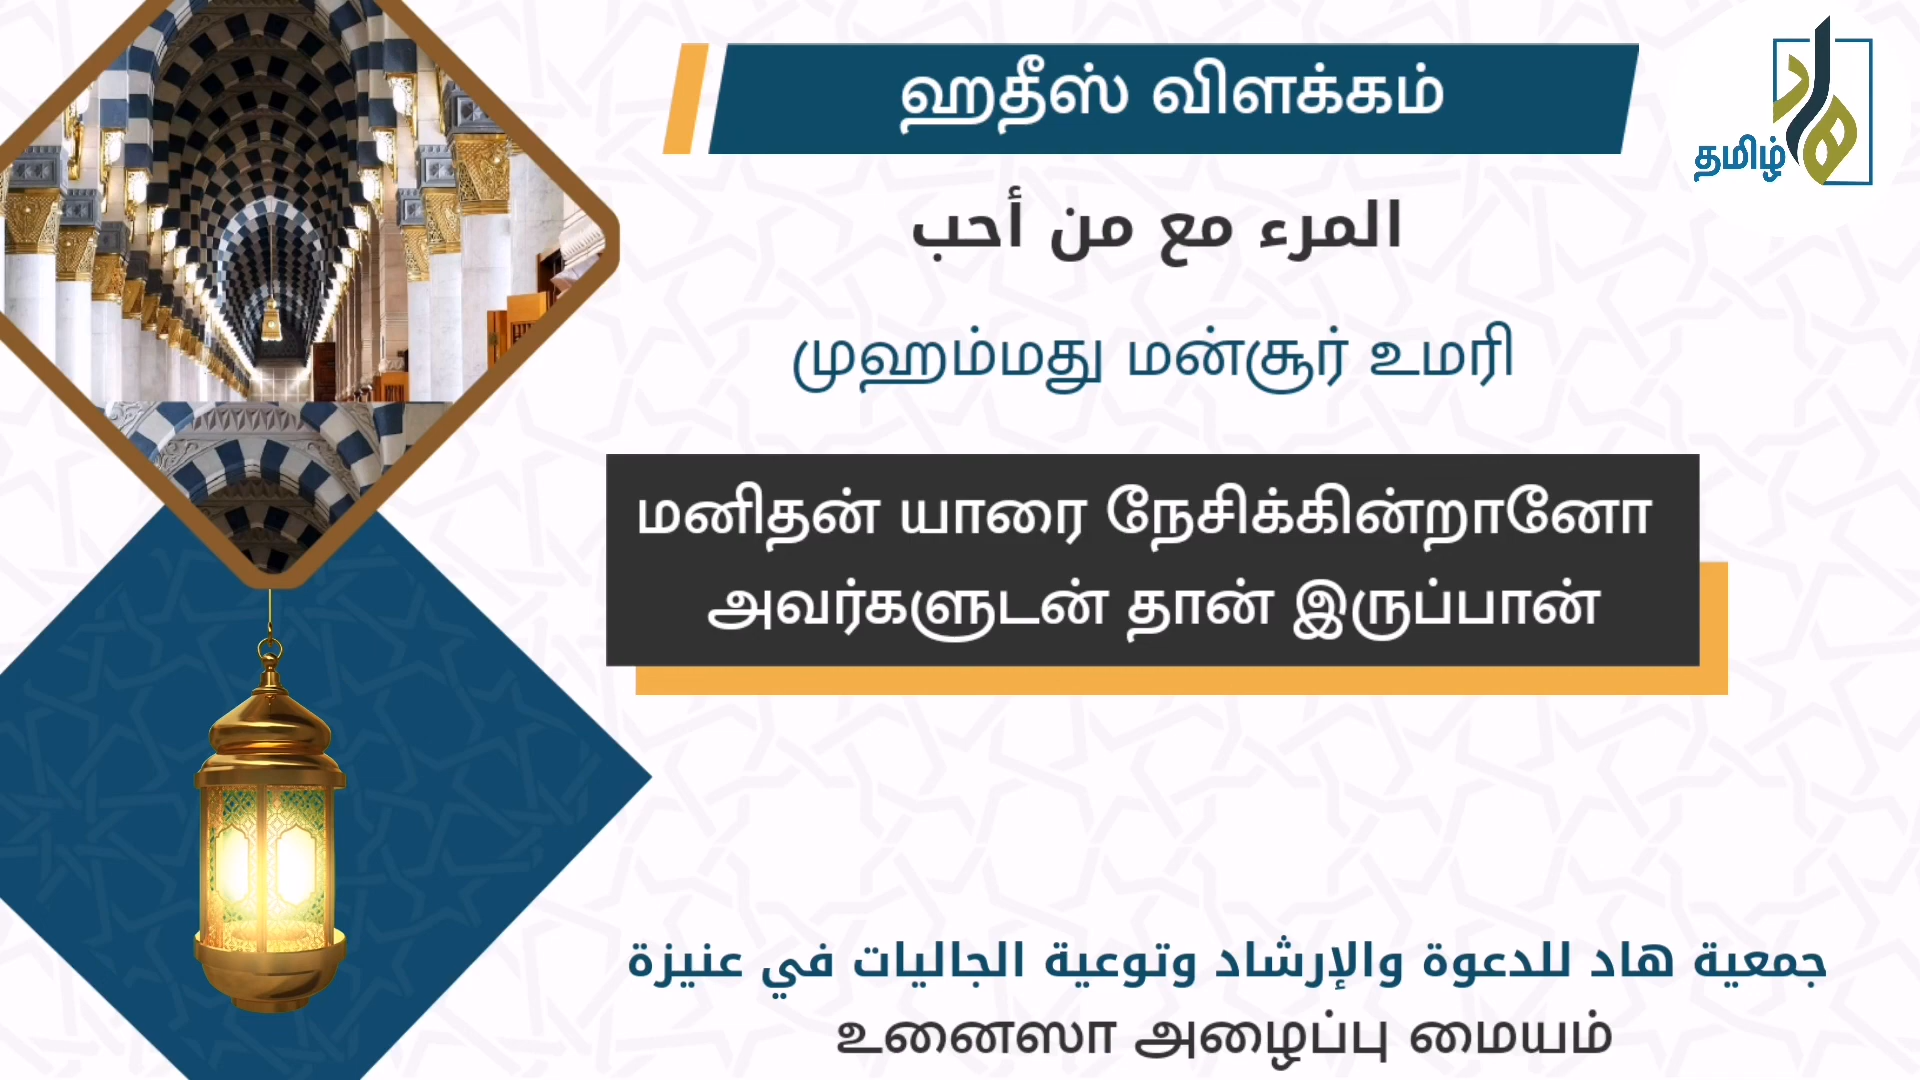 ஹதீஸ் விளக்கம்
தமிழ்
هاد
المرء مع من أحب
முஹம்மது மன்சூர் உமரி
மனிதன் யாரை நேசிக்கின்றானோ
அவர்களுடன் தான் இருப்பான்
جمعية هاد للدعوة والإرشاد وتوعية الجاليات في عنيزة
உனைஸா அழைப்பு மையம்